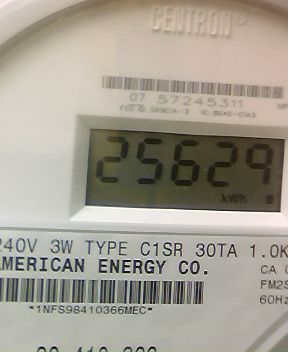 CENTRON
07 57245311
25629
kWh
240V 3W TYPE C1SR 30TA 1.0K
AMERICAN ENERGY CO.
CA
FM2S
60Hz
*1NFS98410366MEC*